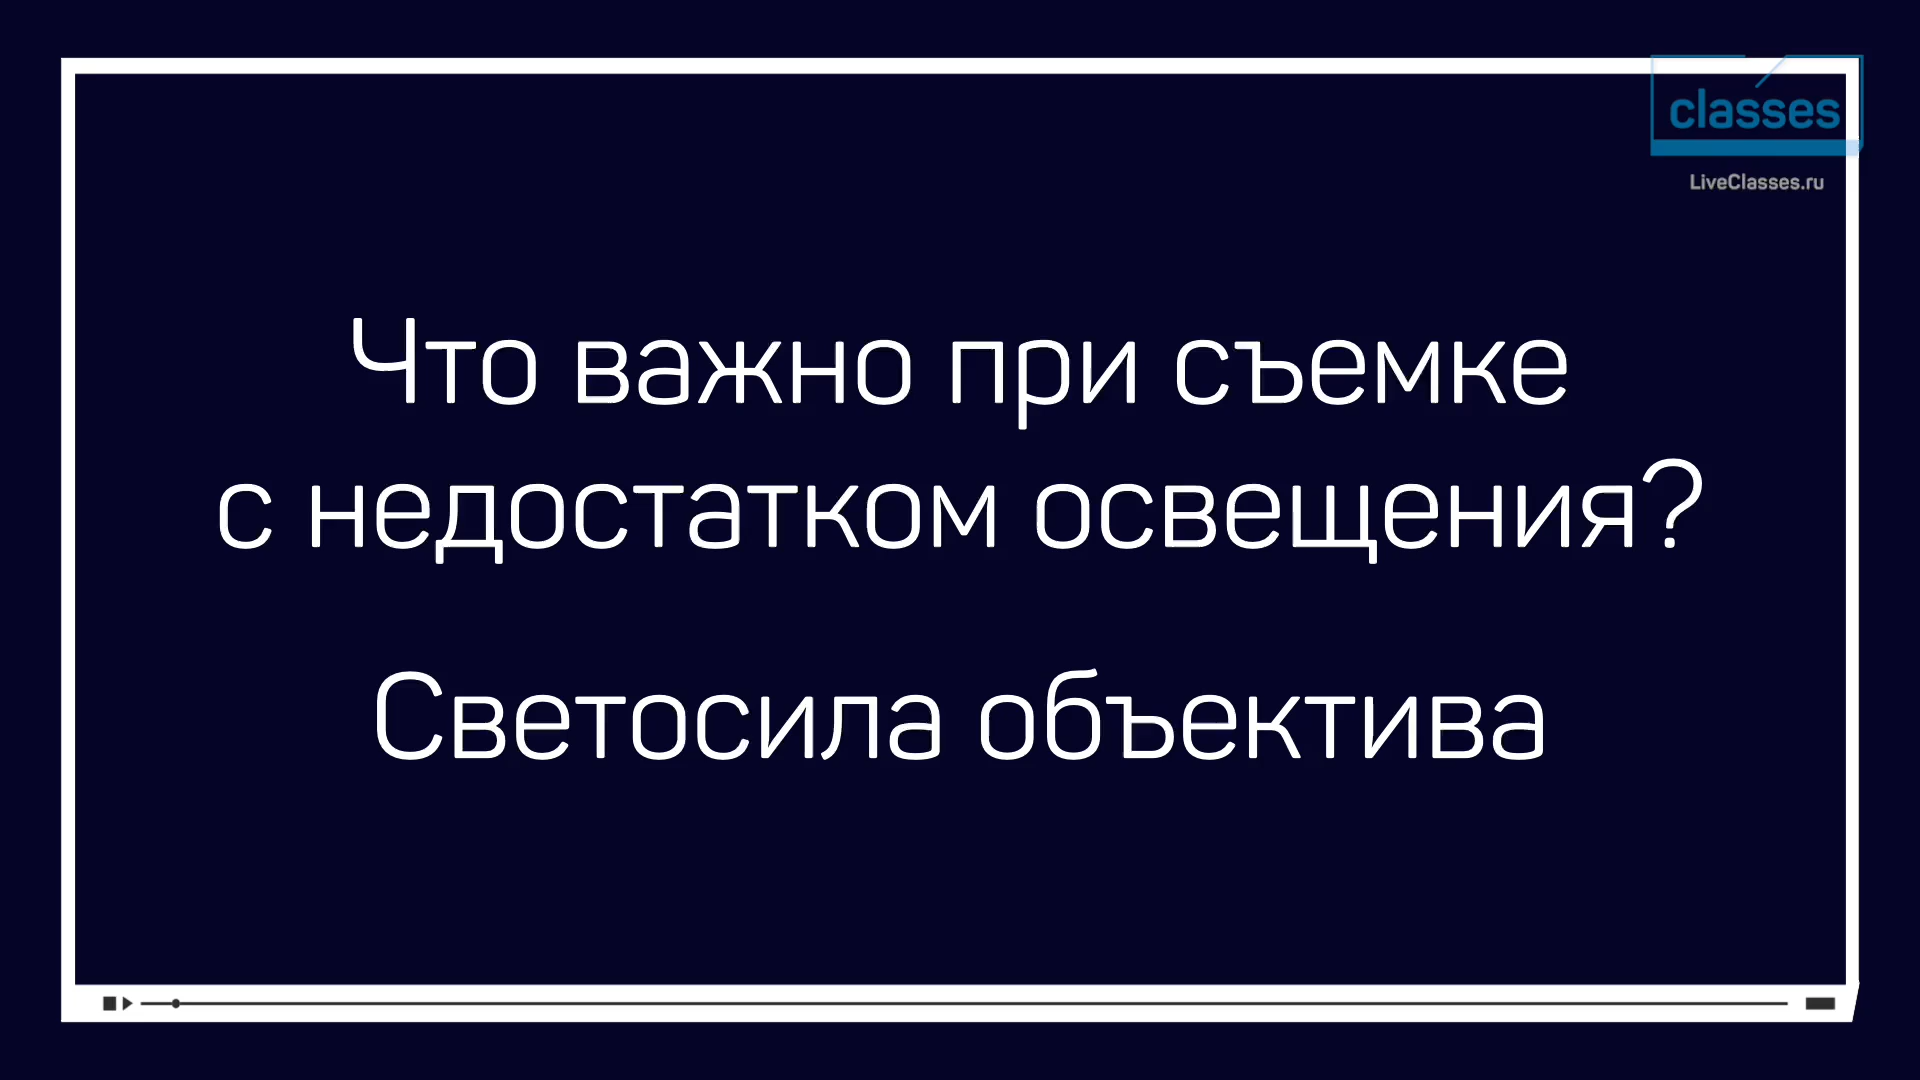 classes
LiveClasses.ru
Что важно при съемке
с недостатком освещения?
Светосила объектива